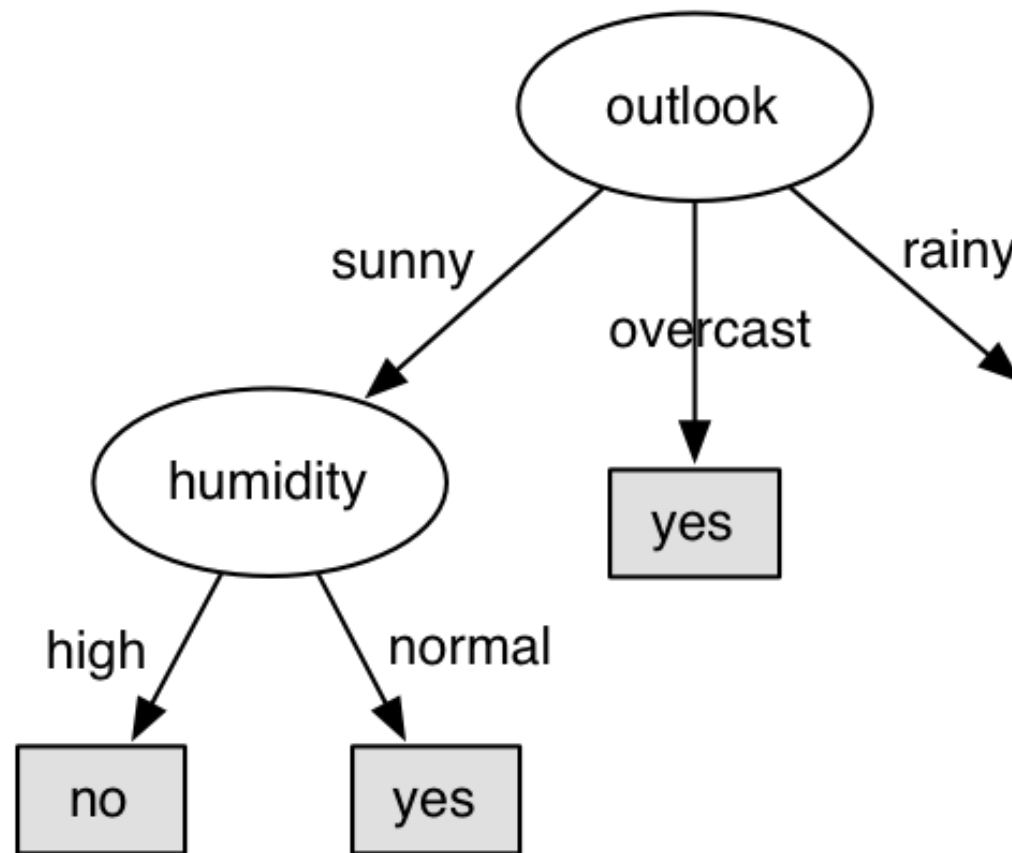 outlook
sunny
rainy
overcast
humidity
yes
high
normal
no
yes